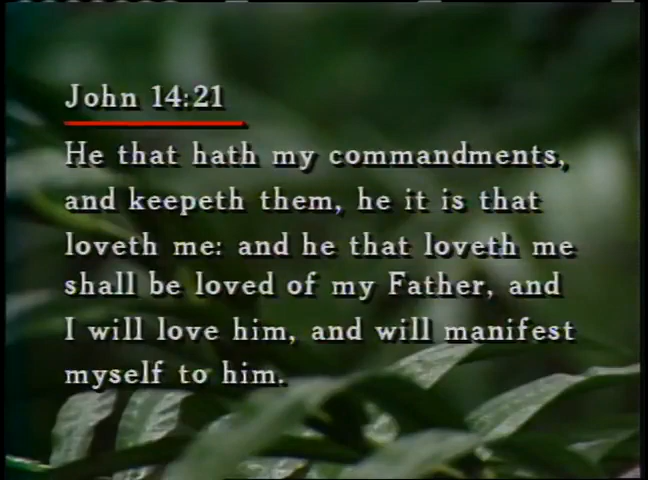 John 14:21
He that hath my commandments,
and keepeth them, he it is that
loveth me: and he that loveth me
shall be loved of my Father, and
I will love him, and will manifest
myself to him.